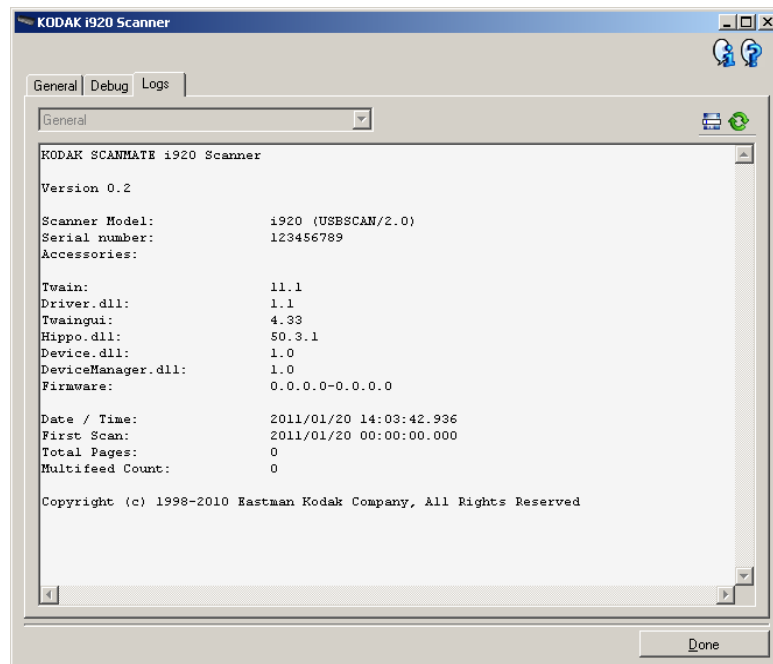 KODAK i920 Scanner
General Debug Logs
General
KODAK SCANMATE i920 Scanner
Version 0.2
Scanner Model: i920 (USBSCAN/2.0)
Serial number: 123456789
Accessories:
Twain: 11.1
Driver.dll: 1.1
Twaingui: 4.33
Hippo.dll: 50.3.1
Device.dll: 1.0
DeviceManager.dll: 1.0
Firmware: 0.0.0.0-0.0.0.0
Date / Time: 2011/01/20 14:03:42.936
First Scan: 2011/01/20 00:00:00.000
Total Pages: 0
Multifeed Count: 0
Copyright (c) 1998-2010 Eastman Kodak Company, All Rights Reserved
Done